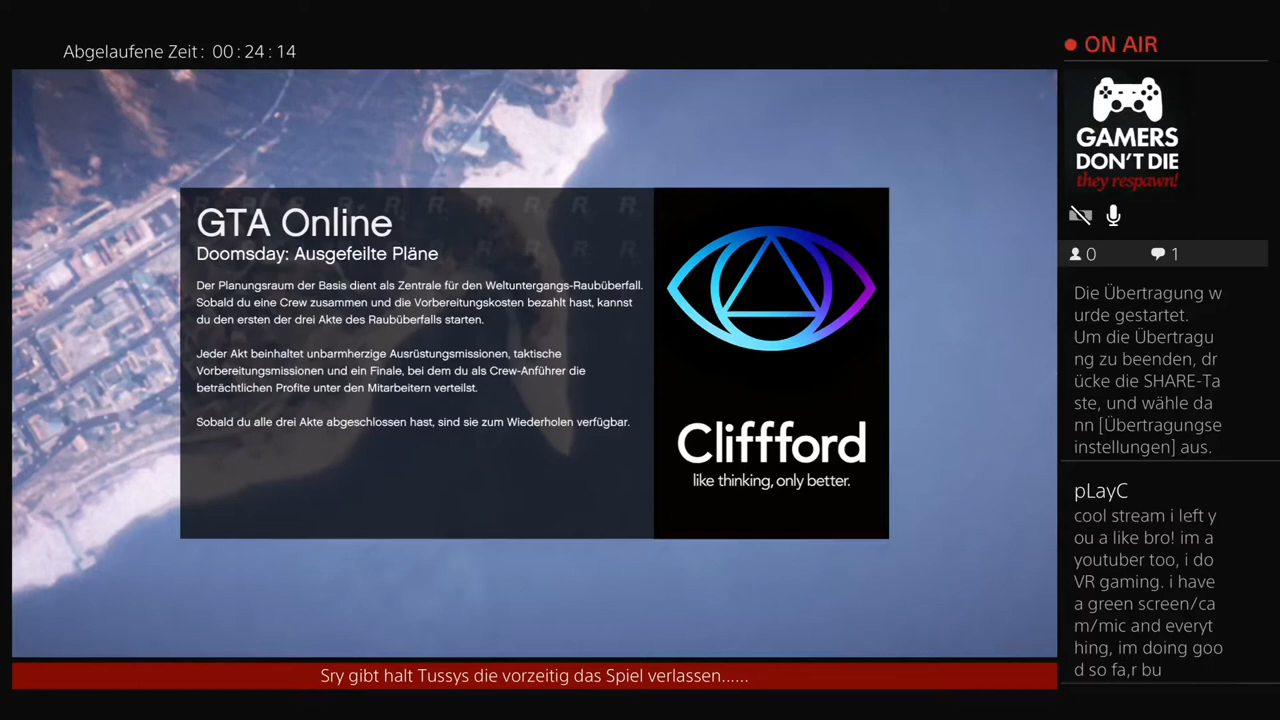 Abgelaufene Zeit: 00:24:14
ON AIR
GAMERS
DON'T DIE
they respawn!
0
1
GTA Online
Doomsday: Ausgefeilte Pläne
Der Planungsraum der Basis dient als Zentrale für den Weltuntergangs-Raubüberfall.
Sobald du eine Crew zusammen und die Vorbereitungskosten bezahlt hast, kannst
du den ersten der drei Akte des Raubüberfalls starten.
Jeder Akt beinhaltet unbarmherzige Ausrüstungsmissionen, taktische
Vorbereitungsmissionen und ein Finale, bei dem du als Crew-Anführer die
beträchtlichen Profite unter den Mitarbeitern verteilst.
Sobald du alle drei Akte abgeschlossen hast, sind sie zum Wiederholen verfügbar.
Cliffford
like thinking, only better.
Die Übertragung w
urde gestartet.
Um die Übertragu
ng zu beenden, dr
ücke die SHARE-Ta
ste, und wähle da
nn [Übertragungse
instellungen] aus.
pLayC
cool stream i left y
ou a like bro! im a
youtuber too, i do
VR gaming. i have
a green screen/ca
m/mic and everyt
hing, im doing goo
d so fa,r bu
Sry gibt halt Tussys die vorzeitig das Spiel verlassen......